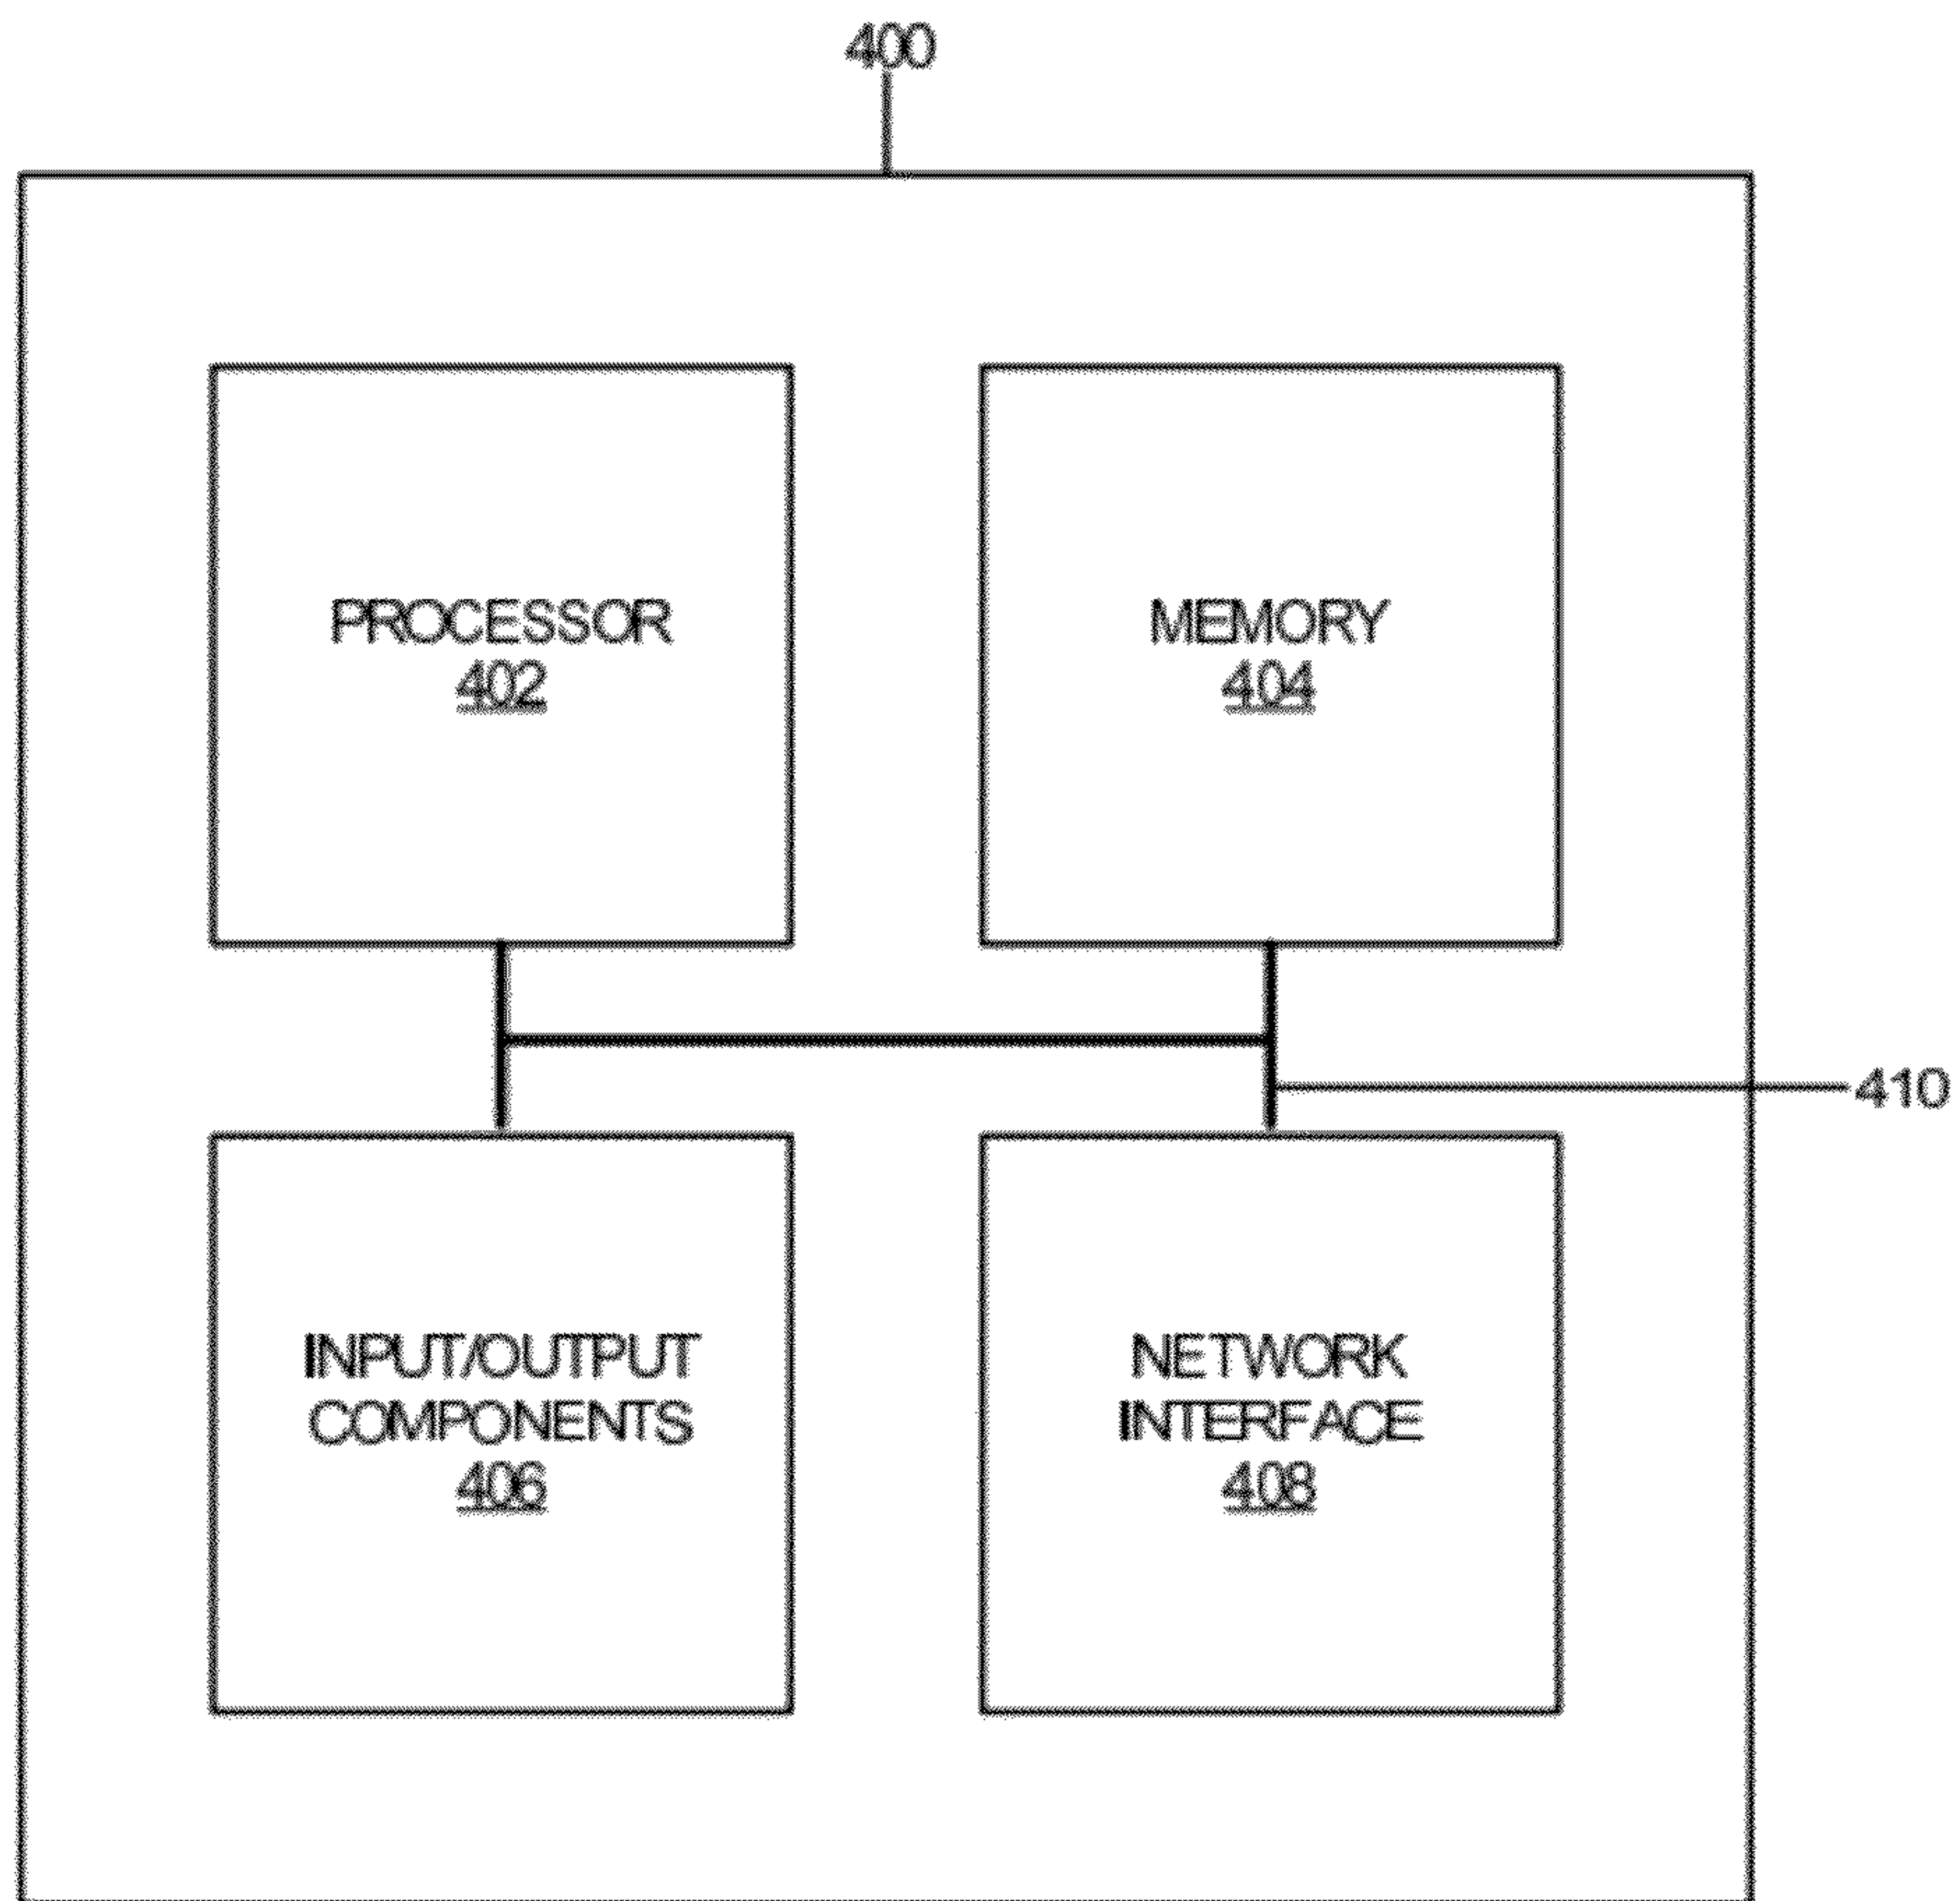 400
PROCESSOR
402
MEMORY
404
410
INPUT/OUTPUT
COMPONENTS
406
NETWORK
INTERFACE
408